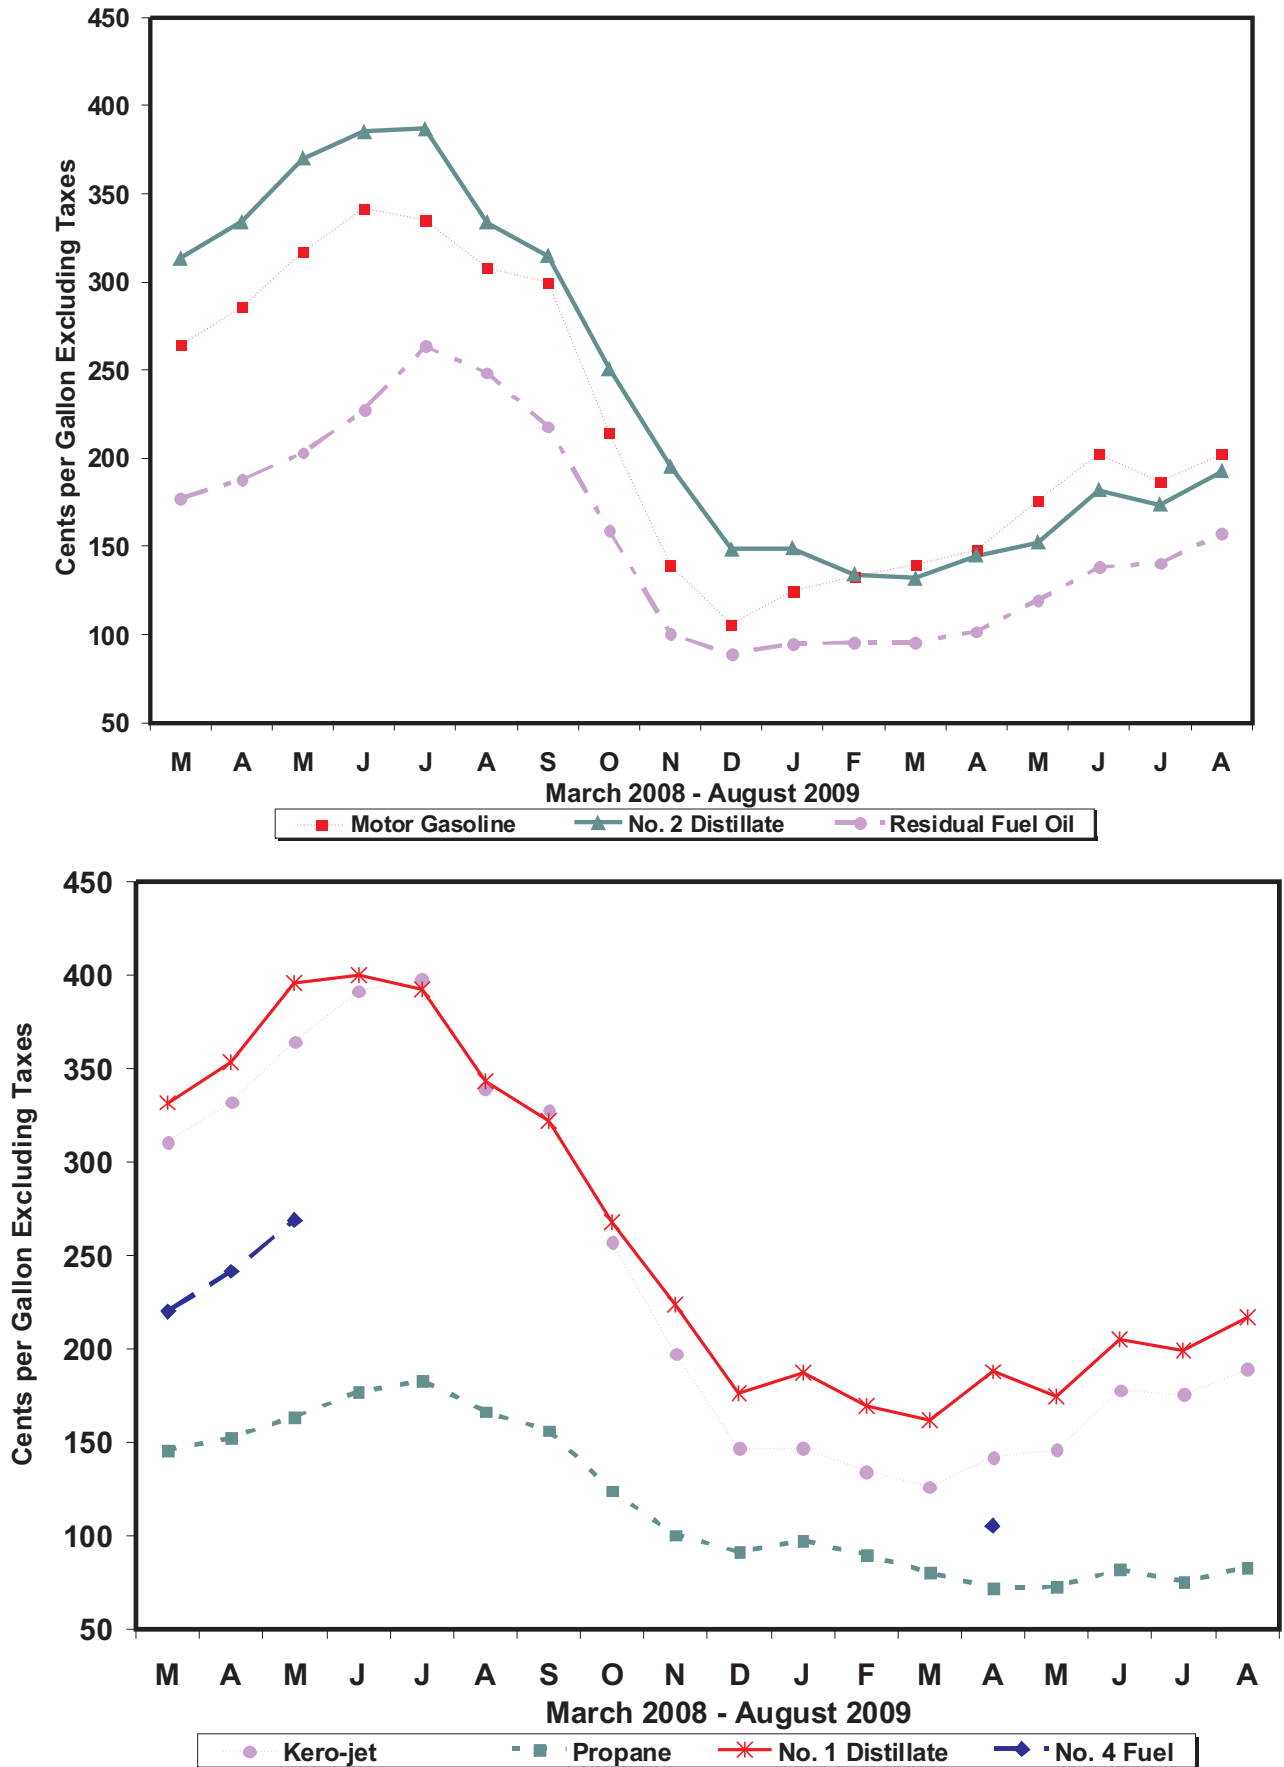 450
400
350
300
250
200
150
100
50
Cents per Gallon Excluding Taxes
M A M J J A S O N D J F M A M J J A
March 2008 - August 2009
Motor Gasoline No. 2 Distillate Residual Fuel Oil
450
400
350
300
250
200
150
100
50
Cents per Gallon Excluding Taxes
M A M J J A S O N D J F M A M J J A
March 2008 - August 2009
Kero-jet Propane No. 1 Distillate No. 4 Fuel